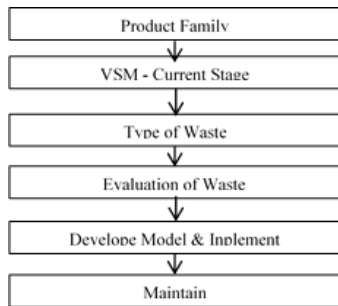 Product Family
VSM - Current Stage
Type of Waste
Evaluation of Waste
Develope Model & Inplement
Maintain